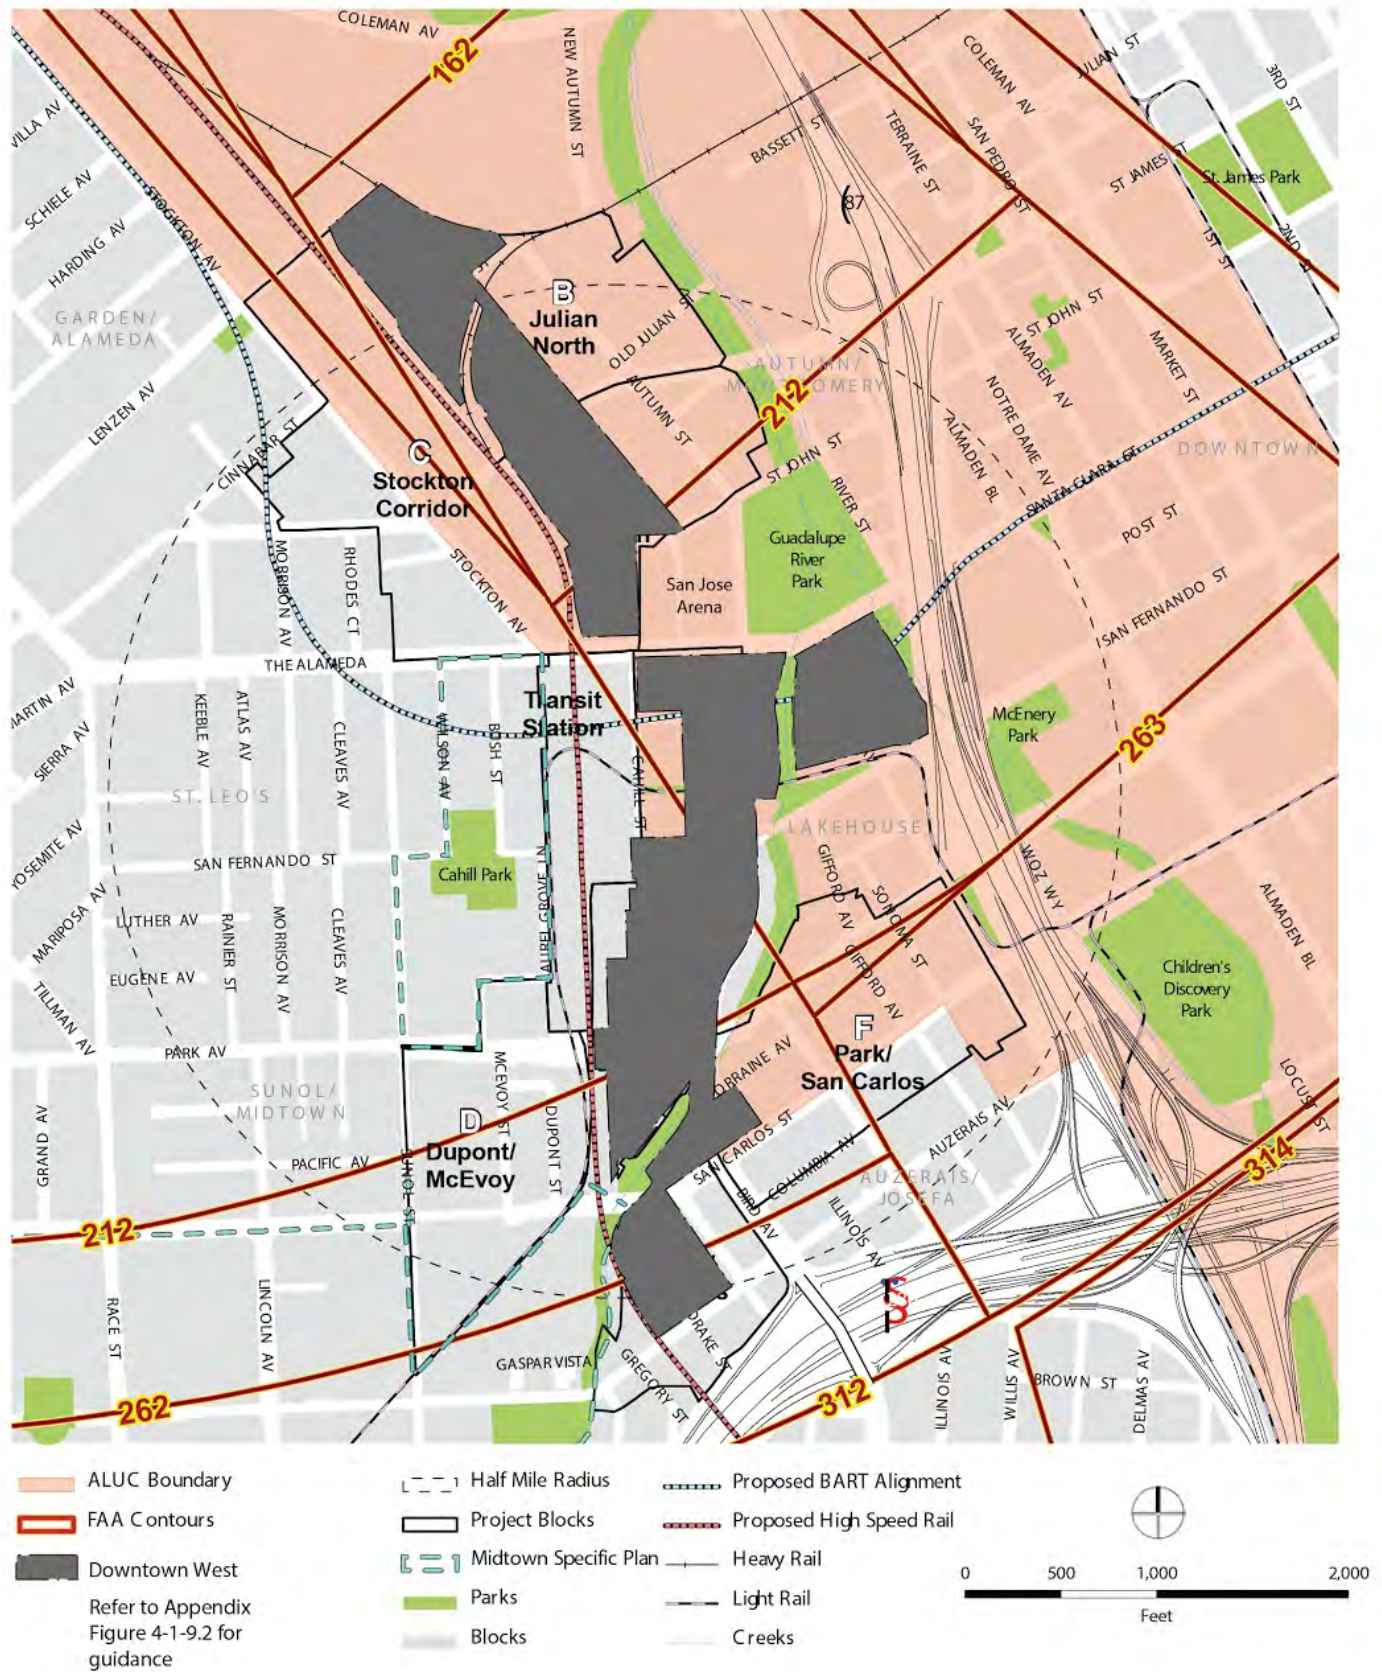 COLEMAN AV
162
NEW AUTUMN ST
COLEMAN AV
JULIAN ST
3RD ST
VILLA AV
BASSETT ST
TERRAINE ST
SAN PEDRO ST
ST JAMES ST
St. James Park
SCHIELE AV
STOCKTON AV
87
HARDING AV
1ST ST
2ND
B
Julian
North
GARDEN/
ALAMEDA
OLD JULIAN ST
ST JOHN ST
AUTUMN/
MONTGOMERY
ALMADEN AV
MARKET ST
212
AUTUMN ST
NOTRE DAME AV
LENZEN AV
CINNABAR ST
ALMADEN BL
DOWNTOWN
C
Stockton
Corridor
ST JOHN ST
SANTA CLARA ST
RIVER ST
POST ST
Guadalupe
River
Park
MORRISON AV
RHODES CT
STOCKTON AV
San Jose
Arena
SAN FERNANDO ST
THE ALAMEDA
MARTIN AV
KEEBLE AV
ATLAS AV
CLEAVES AV
WILSON AV
BUSH ST
Transit
Station
McEnery
Park
263
SIERRA AV
ST. LEO'S
CAHILL ST
LAKEHOUSE
YOSEMITE AV
SAN FERNANDO ST
Cahill Park
GIFFORD AV
SONOMA ST
WOZ WY
ALMADEN BL
MARIPOSA AV
LUTHER AV
RAINIER ST
MORRISON AV
CLEAVES AV
LAUREL GROVE LN
GIFFORD AV
EUGENE AV
Children's
Discovery
Park
TILLMAN AV
F
Park/
San Carlos
PARK AV
MCEVOY ST
LORRAINE AV
LOCUST ST
SUNOL/
MIDTOWN
GRAND AV
D
Dupont/
McEvoy
DUPONT ST
SAN CARLOS ST
COLUMBIA AV
AUZERAIS AV
314
PACIFIC AV
SUNOL ST
AUZERAIS/
JOSEFA
BIRD AV
ILLINOIS AV
212
RACE ST
LINCOLN AV
DRAKE ST
GASPAR VISTA
GREGORY ST
ILLINOIS AV
WILLIS AV
BROWN ST
DELMAS AV
262
312
ALUC Boundary
FAA Contours
Downtown West
Refer to Appendix
Figure 4-1-9.2 for
guidance
Half Mile Radius
Project Blocks
Midtown Specific Plan
Parks
Blocks
Proposed BART Alignment
Proposed High Speed Rail
Heavy Rail
Light Rail
Creeks
0 500 1,000 2,000
Feet